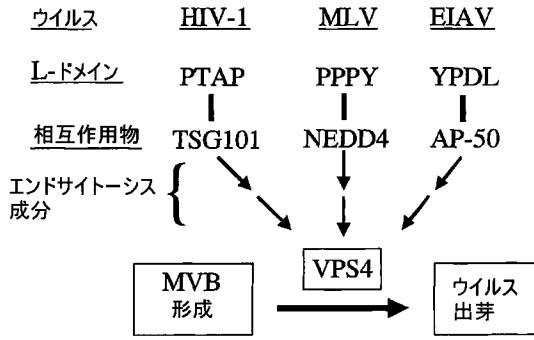 ウイルス HIV-1 MLV EIAV
L-ドメイン PTAP PPPY YPDL
相互作用物 TSG101 NEDD4 AP-50
エンドサイトーシス
成分
VPS4
MVB
形成
ウイルス
出芽